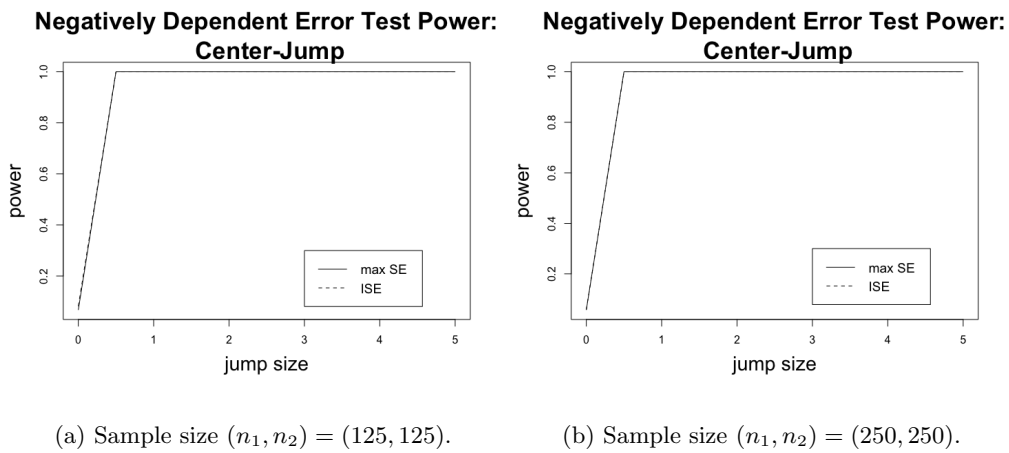 Negatively Dependent Error Test Power:
Center-Jump
power
1.0
0.8
0.6
0.4
0.2
max SE
ISE
0 1 2 3 4 5
jump size
(a) Sample size (n₁, n₂) = (125, 125).
Negatively Dependent Error Test Power:
Center-Jump
power
1.0
0.8
0.6
0.4
0.2
max SE
ISE
0 1 2 3 4 5
jump size
(b) Sample size (n₁, n₂) = (250, 250).